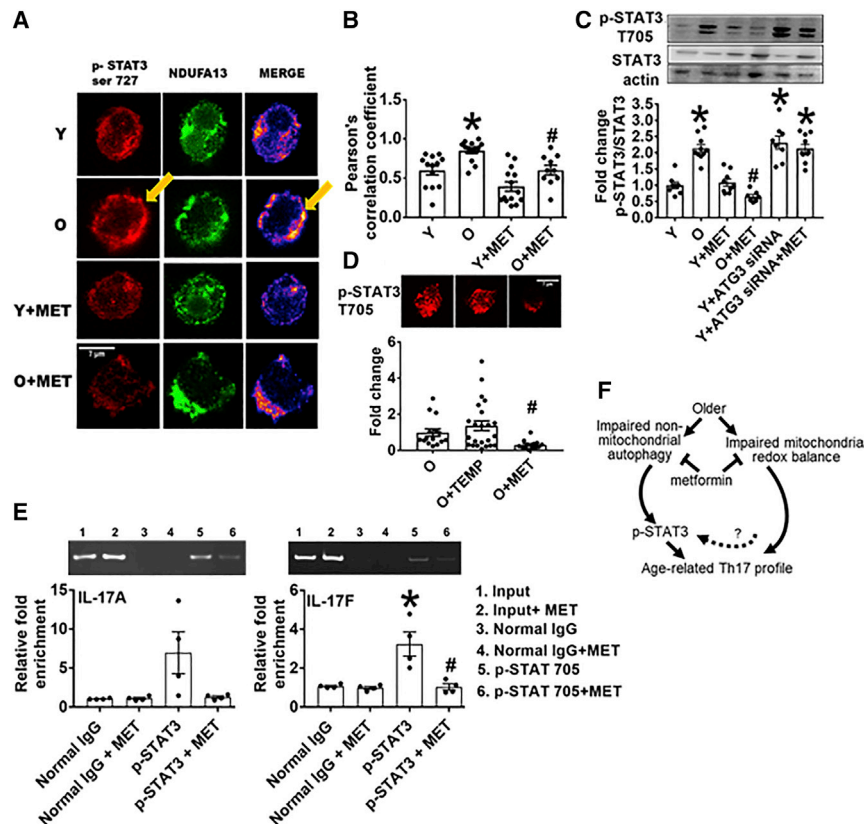 A
p- STAT3
ser 727
NDUFA13
MERGE
Y
O
Y+MET
O+MET
7 µm
B
Pearson's
correlation coefficient
1.5
1.0
0.5
0.0
*
#
Y
O
Y+MET
O+MET
C
p-STAT3
T705
STAT3
actin
Fold change
p-STAT3/STAT3
3.5
3.0
2.5
2.0
1.5
1.0
0.5
0.0
*
#
*
*
Y
O
Y+MET
O+MET
Y+ATG3 siRNA
Y+ATG3 siRNA+MET
D
p-STAT3
T705
Fold change
6
4
2
0
#
O
O+TEMP
O+MET
E
1 2 3 4 5 6
IL-17A
Relative fold
enrichment
15
10
5
0
Normal IgG
Normal IgG + MET
p-STAT3
p-STAT3 + MET
1 2 3 4 5 6
IL-17F
Relative fold
enrichment
6
4
2
0
*
#
Normal IgG
Normal IgG + MET
p-STAT3
p-STAT3 + MET
1. Input
2. Input+ MET
3. Normal IgG
4. Normal IgG+MET
5. p-STAT 705
6. p-STAT 705+MET
F
Older
Impaired non-
mitochondrial
autophagy
Impaired mitochondria
redox balance
metformin
p-STAT3
?
Age-related Th17 profile